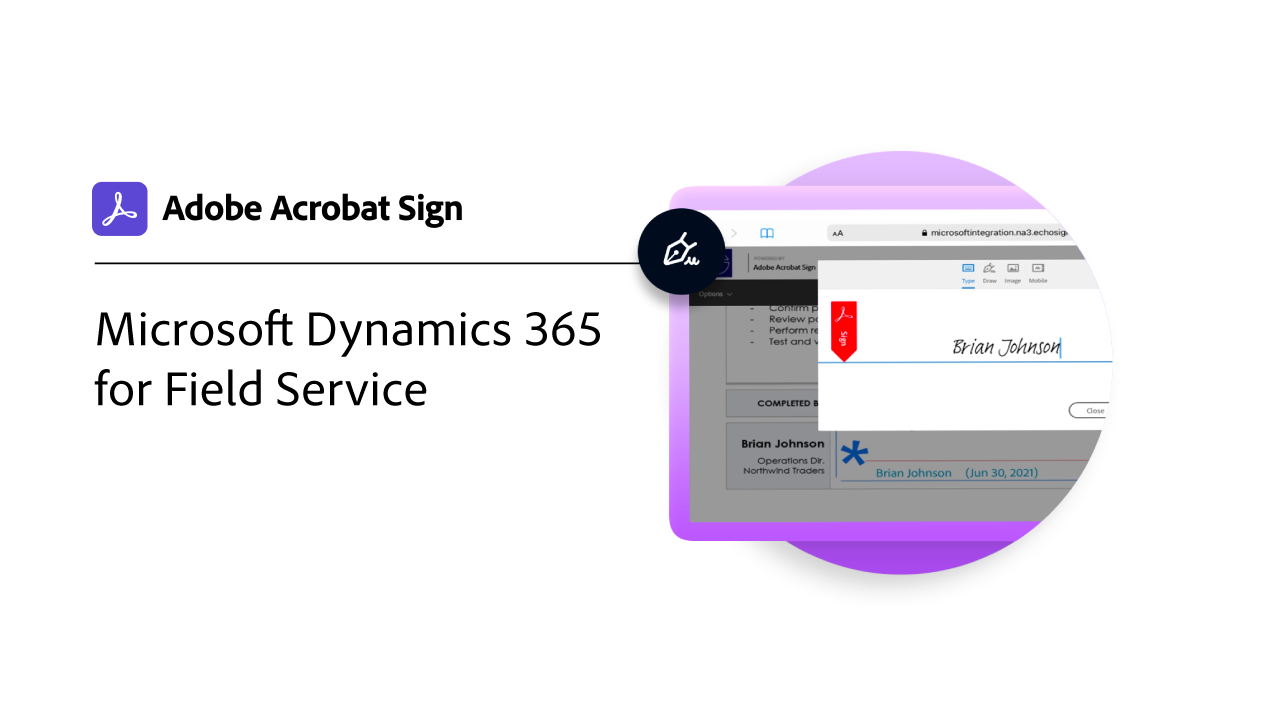 Adobe Acrobat Sign
Microsoft Dynamics 365
for Field Service
AA
microsoftintegration.na3.echosig
POWERED BY
Adobe Acrobat Sign
Options
Type Draw Image Mobile
- Confirm p
- Review po
- Perform re
- Test and v
Sign
Brian Johnson
Close
COMPLETED B
Brian Johnson
Operations Dir.
Northwind Traders
*
Brian Johnson (Jun 30, 2021)